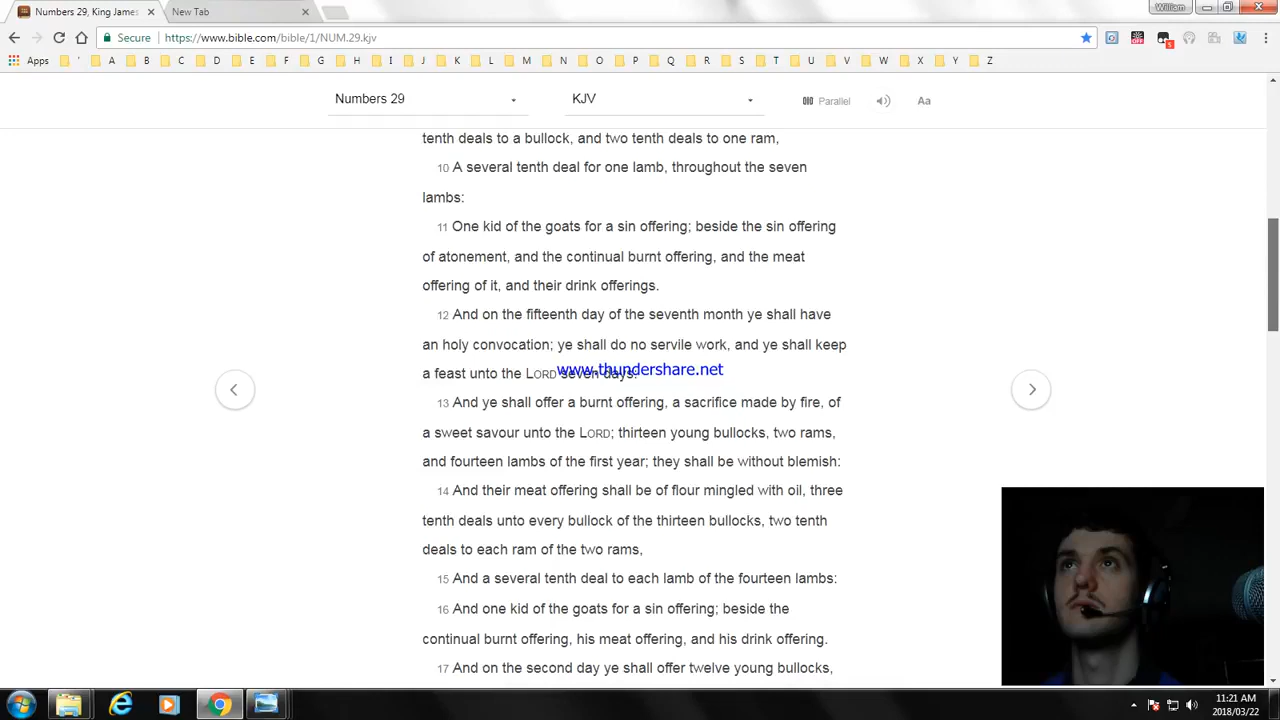 Numbers 29, King James
New Tab
William
Secure
https://www.bible.com/bible/1/NUM.29.kjv
Apps ' A B C D E F G H I J K L M N O P Q R S T U V W X Y Z
Numbers 29
KJV
Parallel
Aa
tenth deals to a bullock, and two tenth deals to one ram,
10 A several tenth deal for one lamb, throughout the seven
lambs:
11 One kid of the goats for a sin offering; beside the sin offering
of atonement, and the continual burnt offering, and the meat
offering of it, and their drink offerings.
12 And on the fifteenth day of the seventh month ye shall have
an holy convocation; ye shall do no servile work, and ye shall keep
a feast unto the LORD seven days:
www.thundershare.net
13 And ye shall offer a burnt offering, a sacrifice made by fire, of
a sweet savour unto the LORD; thirteen young bullocks, two rams,
and fourteen lambs of the first year; they shall be without blemish:
14 And their meat offering shall be of flour mingled with oil, three
tenth deals unto every bullock of the thirteen bullocks, two tenth
deals to each ram of the two rams,
15 And a several tenth deal to each lamb of the fourteen lambs:
16 And one kid of the goats for a sin offering; beside the
continual burnt offering, his meat offering, and his drink offering.
17 And on the second day ye shall offer twelve young bullocks,
11:21 AM
2018/03/22